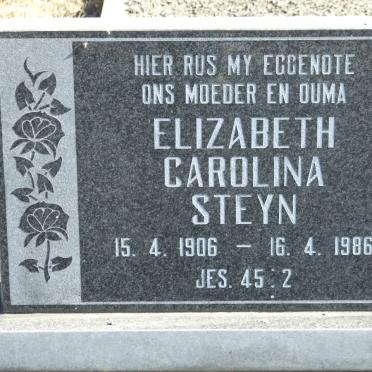 HIER RUS MY EGGENOTE
ONS MOEDER EN OUMA
ELIZABETH
CAROLINA
STEYN
15. 4. 1906 – 16. 4. 1986
JES. 45:2